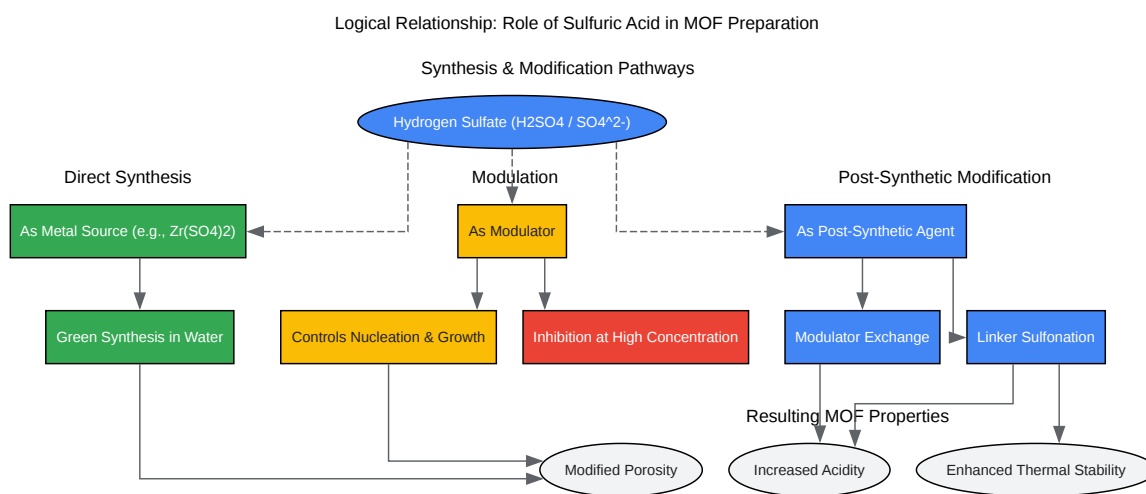 Logical Relationship: Role of Sulfuric Acid in MOF Preparation
Synthesis & Modification Pathways
Hydrogen Sulfate (H2SO4 / SO4^2-)
Direct Synthesis
Modulation
Post-Synthetic Modification
As Metal Source (e.g., Zr(SO4)2)
As Modulator
As Post-Synthetic Agent
Green Synthesis in Water
Controls Nucleation & Growth
Inhibition at High Concentration
Modulator Exchange
Linker Sulfonation
Resulting MOF Properties
Modified Porosity
Increased Acidity
Enhanced Thermal Stability